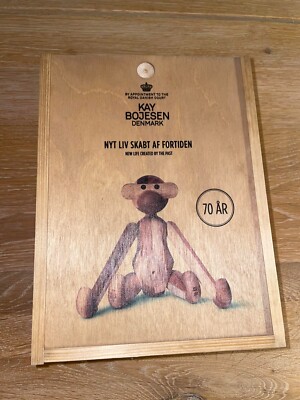 BY APPOINTMENT TO THE
ROYAL DANISH COURT
KAY
BOJESEN
DENMARK
NYT LIV SKABT AF FORTIDEN
NEW LIFE CREATED BY THE PAST
70 ÅR